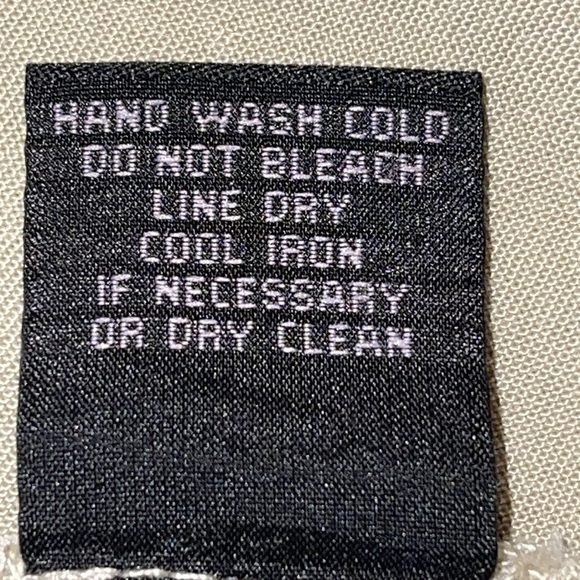 HAND WASH COLD
DO NOT BLEACH
LINE DRY
COOL IRON
IF NECESSARY
OR DRY CLEAN